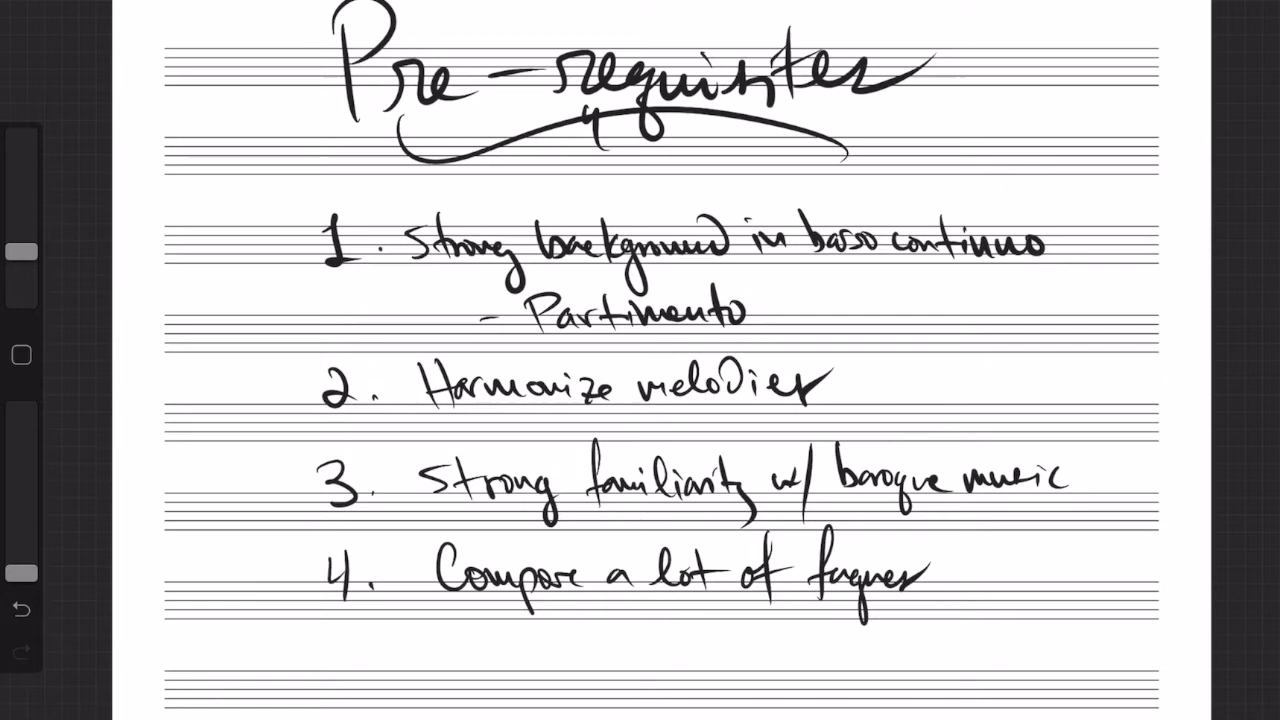 Pre-requisites
1. Strong background in basso continuo
- Partimento
2. Harmonize melodies
3. Strong familiarity w/ baroque music
4. Compose a lot of fugues